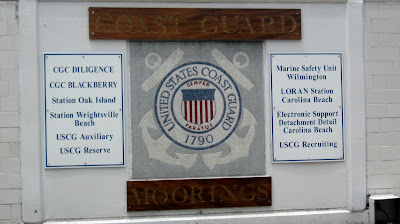 COAST GUARD
CGC DILIGENCE
CGC BLACKBERRY
Station Oak Island
Station Wrightsville
Beach
USCG Auxiliary
USCG Reserve
UNITED STATES COAST GUARD
SEMPER
PARATUS
1790
Marine Safety Unit
Wilmington
LORAN Station
Carolina Beach
Electronic Support
Detachment Detail
Carolina Beach
USCG Recruiting
MOORINGS